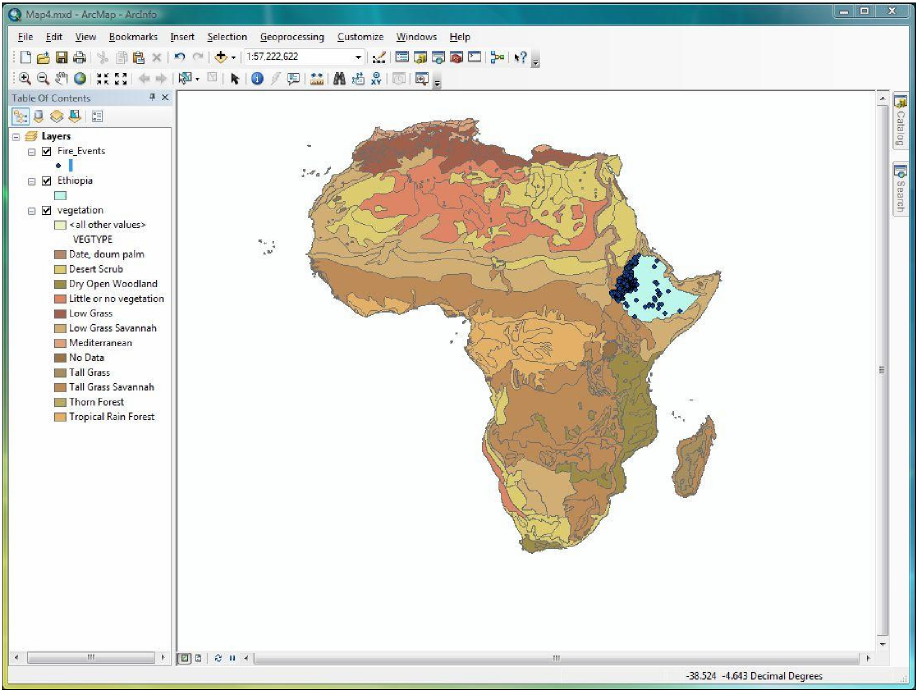 Map4.mxd - ArcMap - ArcInfo
File Edit View Bookmarks Insert Selection Geoprocessing Customize Windows Help
1:57,222,622
Table Of Contents
Layers
Fire_Events
Ethiopia
vegetation
<all other values>
VEGTYPE
Date, doum palm
Desert Scrub
Dry Open Woodland
Little or no vegetation
Low Grass
Low Grass Savannah
Mediterranean
No Data
Tall Grass
Tall Grass Savannah
Thorn Forest
Tropical Rain Forest
Catalog
Search
-38.524 -4.643 Decimal Degrees